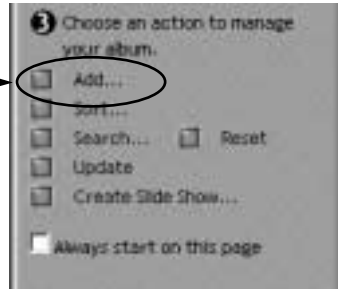 3 Choose an action to manage
your album.
Add...
Sort...
Search... Reset
Update
Create Slide Show...
Always start on this page